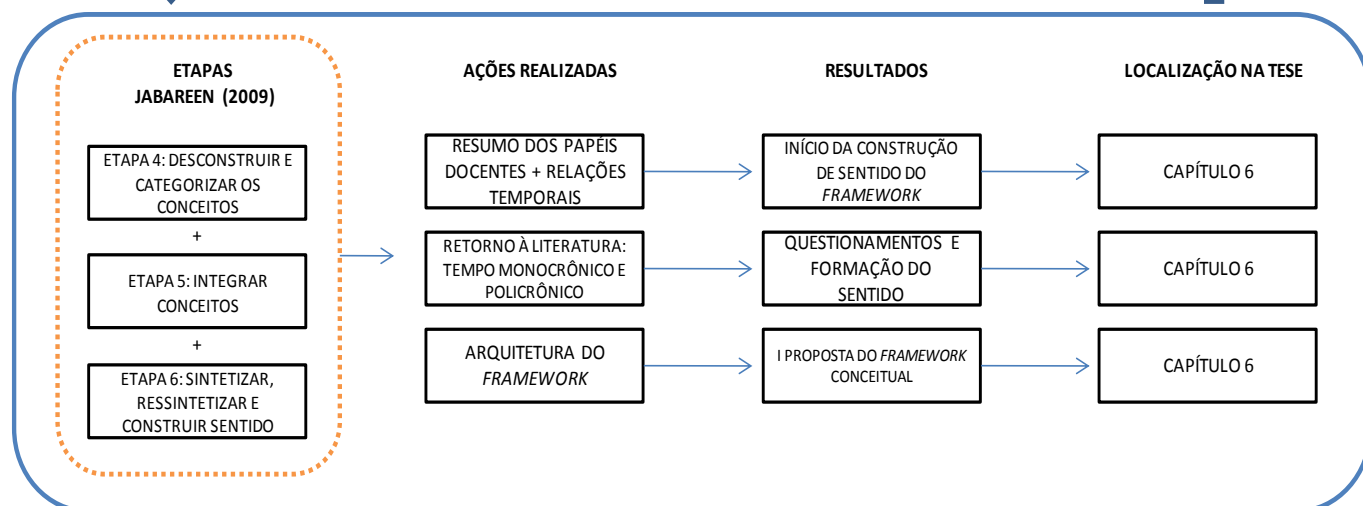 ETAPAS
JABAREEN (2009)
AÇÕES REALIZADAS
RESULTADOS
LOCALIZAÇÃO NA TESE
ETAPA 4: DESCONSTRUIR E
CATEGORIZAR OS
CONCEITOS
+
ETAPA 5: INTEGRAR
CONCEITOS
+
ETAPA 6: SINTETIZAR,
RESSINTETIZAR E
CONSTRUIR SENTIDO
RESUMO DOS PAPÉIS
DOCENTES + RELAÇÕES
TEMPORAIS
INÍCIO DA CONSTRUÇÃO
DE SENTIDO DO
FRAMEWORK
CAPÍTULO 6
RETORNO À LITERATURA:
TEMPO MONOCRÔNICO E
POLICRÔNICO
QUESTIONAMENTOS E
FORMAÇÃO DO
SENTIDO
CAPÍTULO 6
ARQUITETURA DO
FRAMEWORK
I PROPOSTA DO FRAMEWORK
CONCEITUAL
CAPÍTULO 6